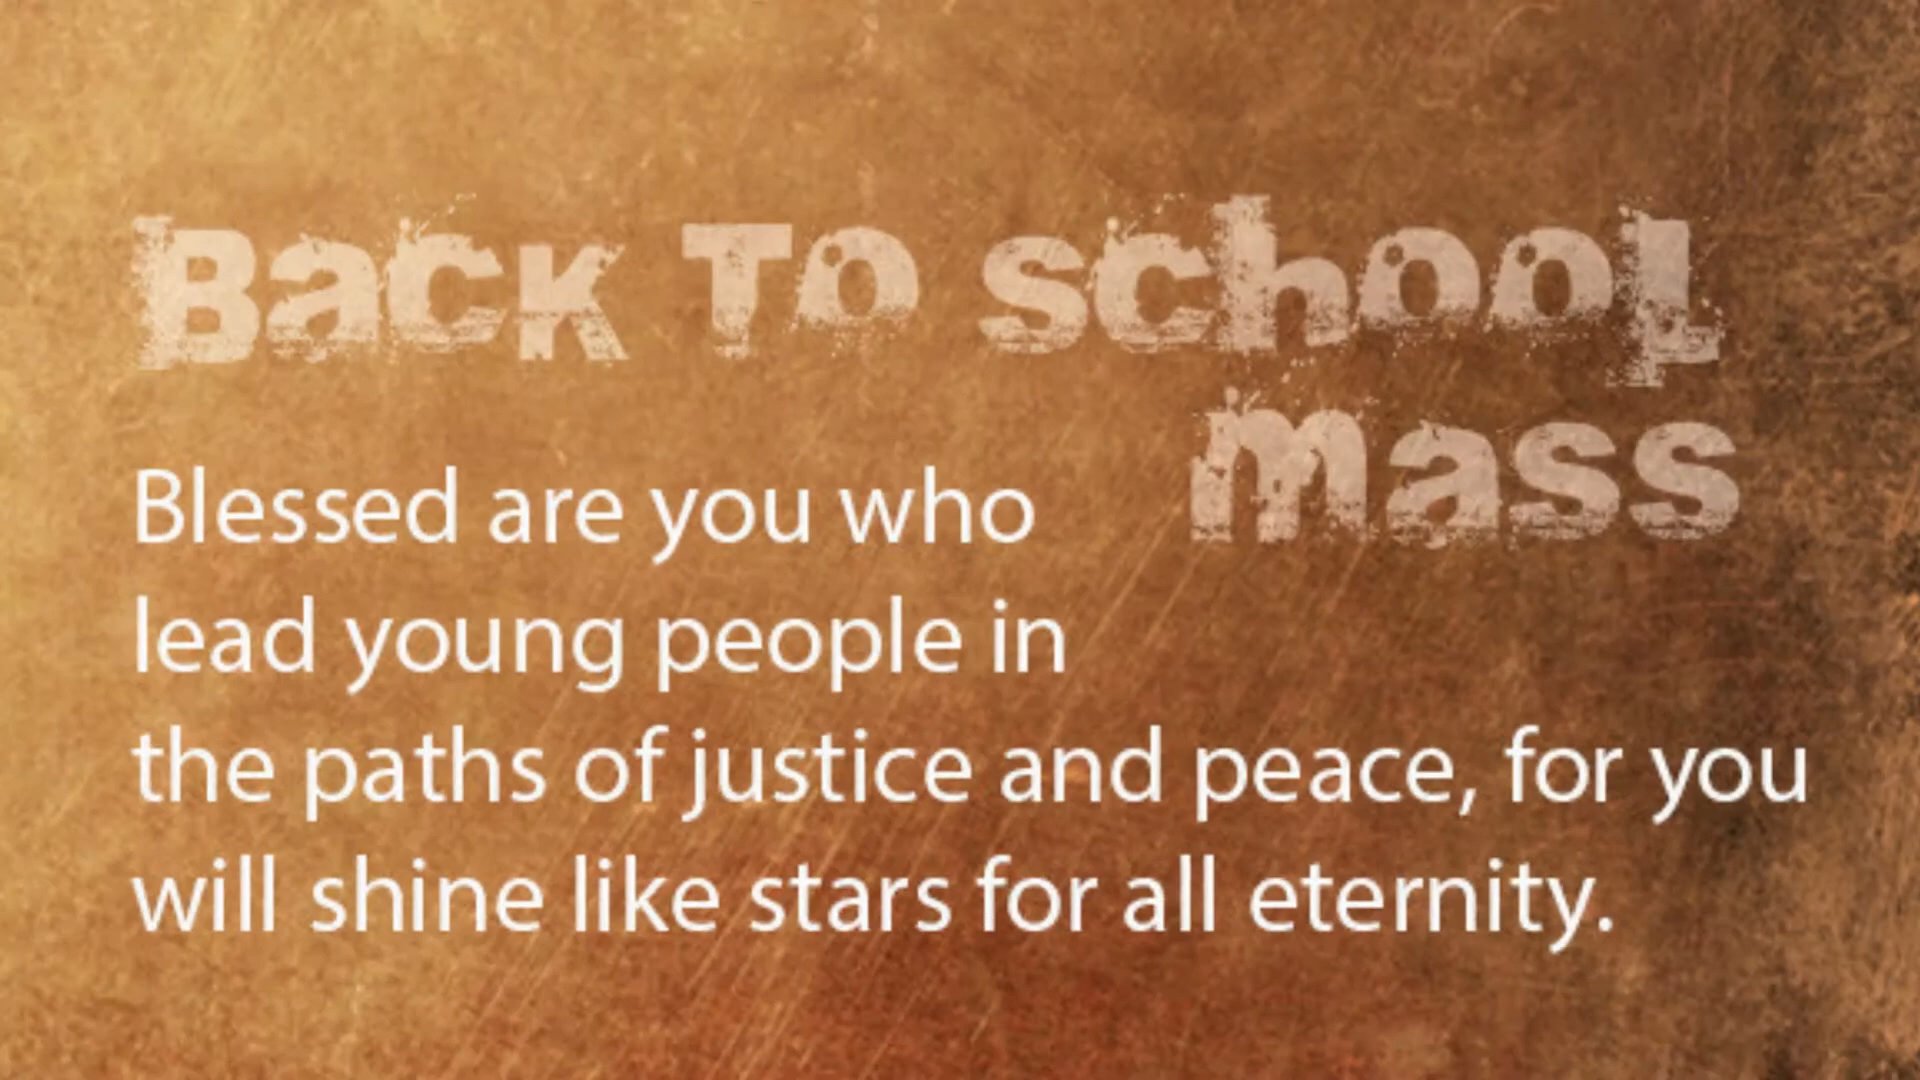 Back to school
mass
Blessed are you who
lead young people in
the paths of justice and peace, for you
will shine like stars for all eternity.